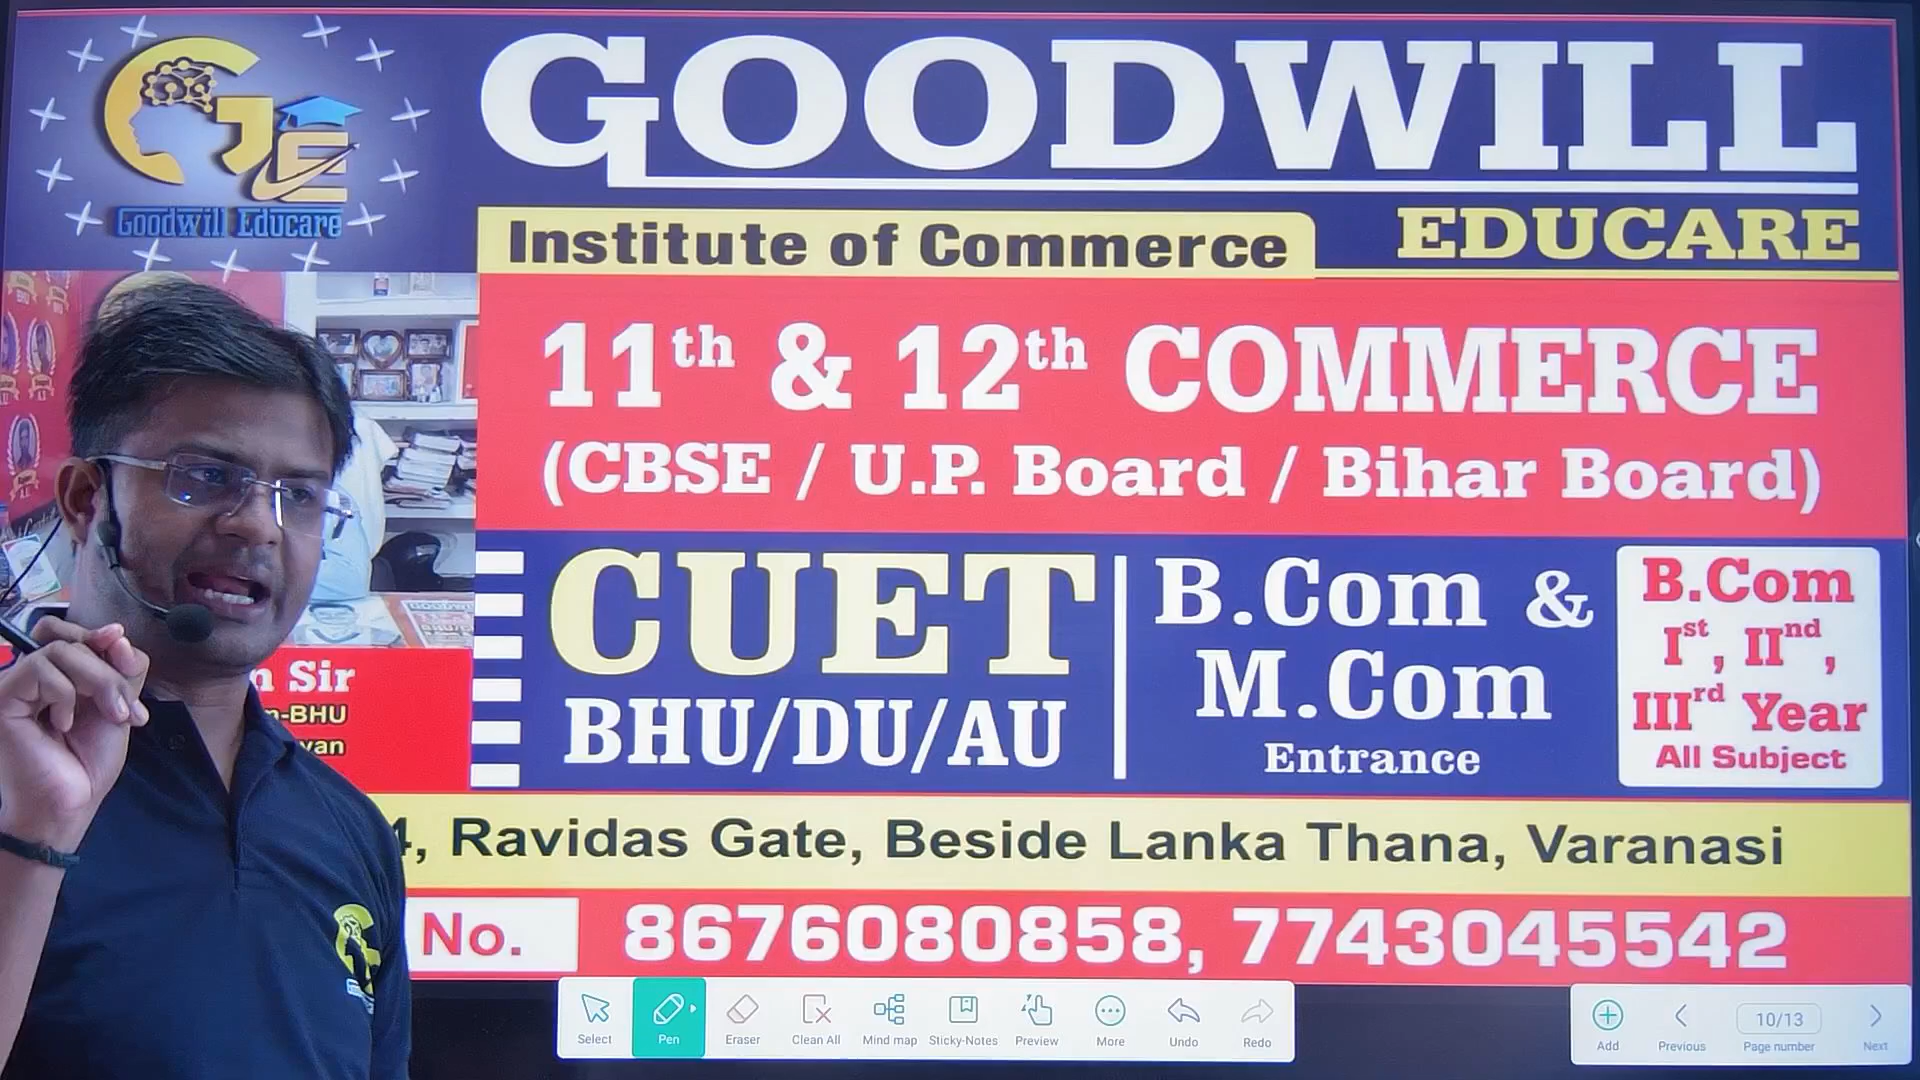 GOODWILL
EDUCARE
Institute of Commerce
Goodwill Educare
11th & 12th COMMERCE
(CBSE / U.P. Board / Bihar Board)
CUET
BHU/DU/AU
B.Com &
M.Com
Entrance
B.Com
Ist, IInd,
IIIrd Year
All Subject
Sir
-BHU
4, Ravidas Gate, Beside Lanka Thana, Varanasi
No. 8676080858, 7743045542
Select
Pen
Eraser
Clean All
Mind map
Sticky-Notes
Preview
More
Undo
Redo
Add
Previous
10/13
Page number
Next